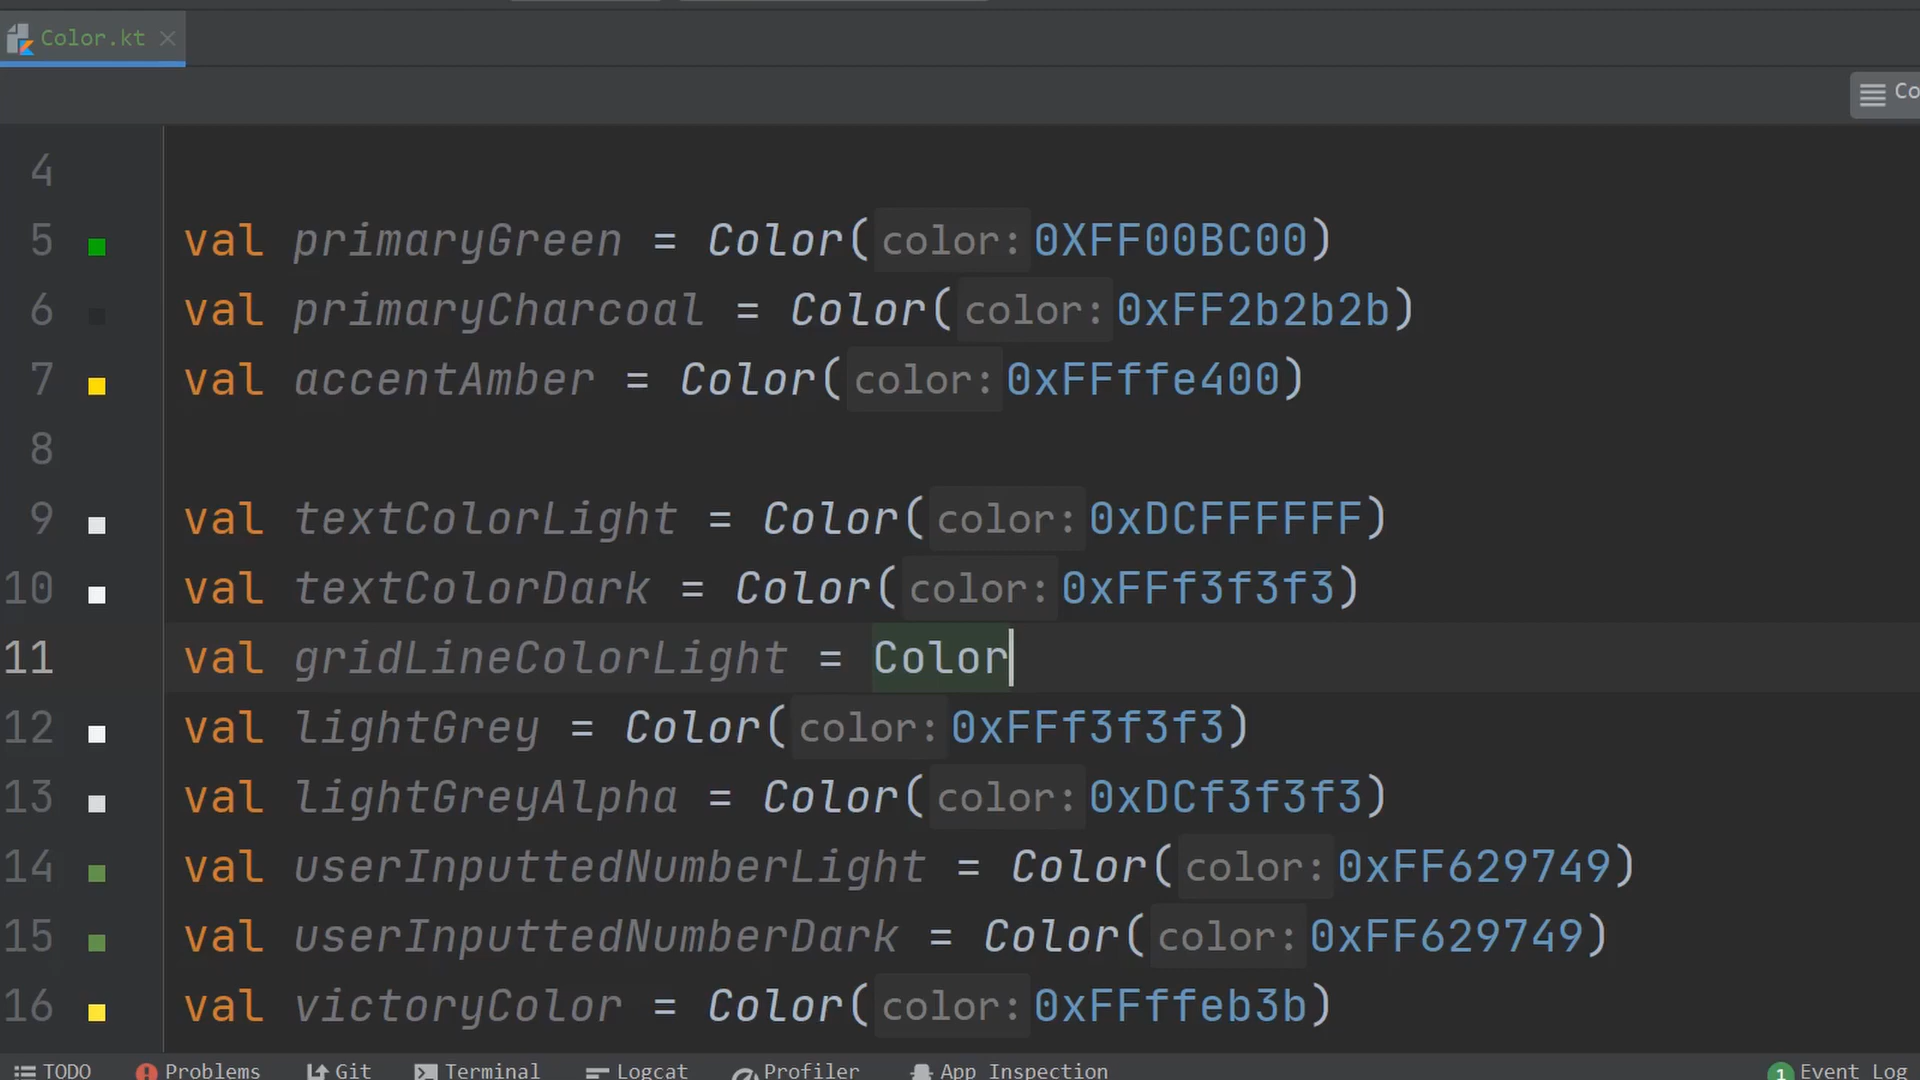 Color.kt
Co
4
5 val primaryGreen = Color( color: 0XFF00BC00)
6 val primaryCharcoal = Color( color: 0xFF2b2b2b)
7 val accentAmber = Color( color: 0xFFffe400)
8
9 val textColorLight = Color( color: 0xDCFFFFFF)
10 val textColorDark = Color( color: 0xFFf3f3f3)
11 val gridLineColorLight = Color
12 val lightGrey = Color( color: 0xFFf3f3f3)
13 val lightGreyAlpha = Color( color: 0xDCf3f3f3)
14 val userInputtedNumberLight = Color( color: 0xFF629749)
15 val userInputtedNumberDark = Color( color: 0xFF629749)
16 val victoryColor = Color( color: 0xFFffeb3b)
TODO Problems Git Terminal Logcat Profiler App Inspection 1 Event Log